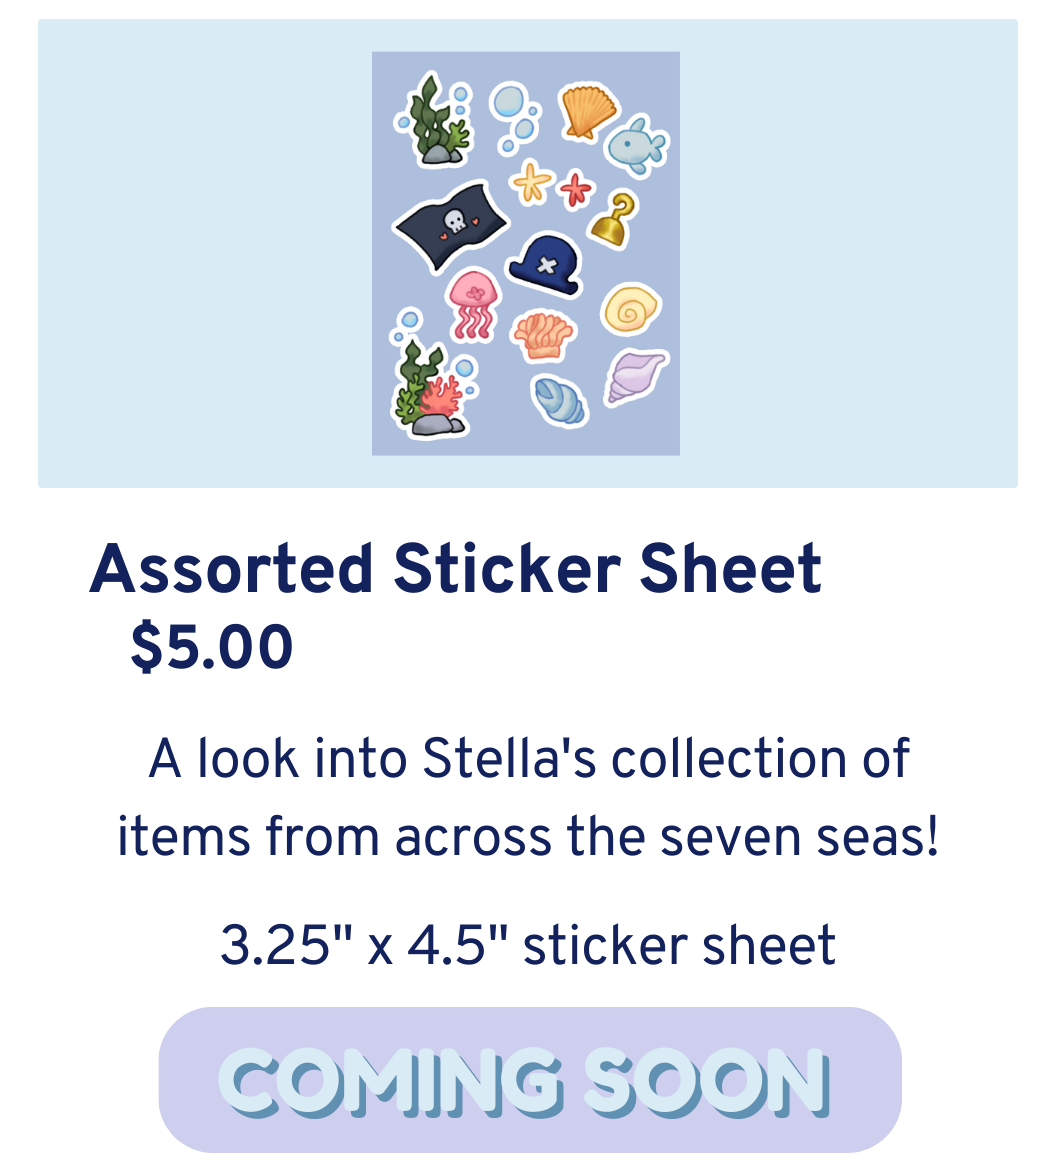 Assorted Sticker Sheet
$5.00
A look into Stella's collection of
items from across the seven seas!
3.25" x 4.5" sticker sheet
COMING SOON